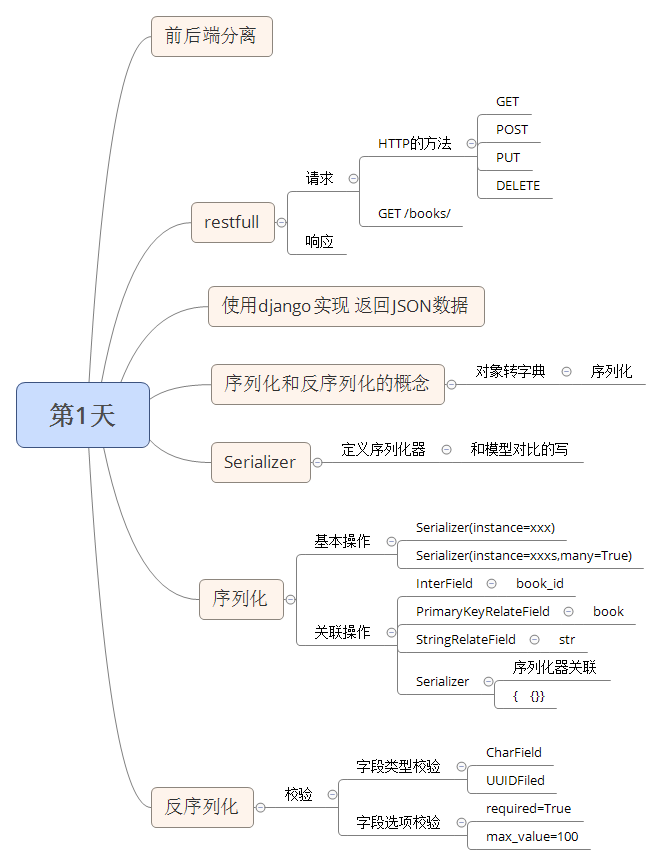 前后端分离
GET
POST
HTTP的方法
PUT
请求
DELETE
restfull
GET /books/
响应
使用django实现 返回JSON数据
对象转字典
序列化
序列化和反序列化的概念
第1天
定义序列化器
和模型对比的写
Serializer
Serializer(instance=xxx)
基本操作
Serializer(instance=xxxs,many=True)
InterField
book_id
序列化
PrimaryKeyRelateField
book
关联操作
StringRelateField
str
序列化器关联
Serializer
{ {}}
CharField
字段类型校验
UUIDFiled
校验
反序列化
required=True
字段选项校验
max_value=100